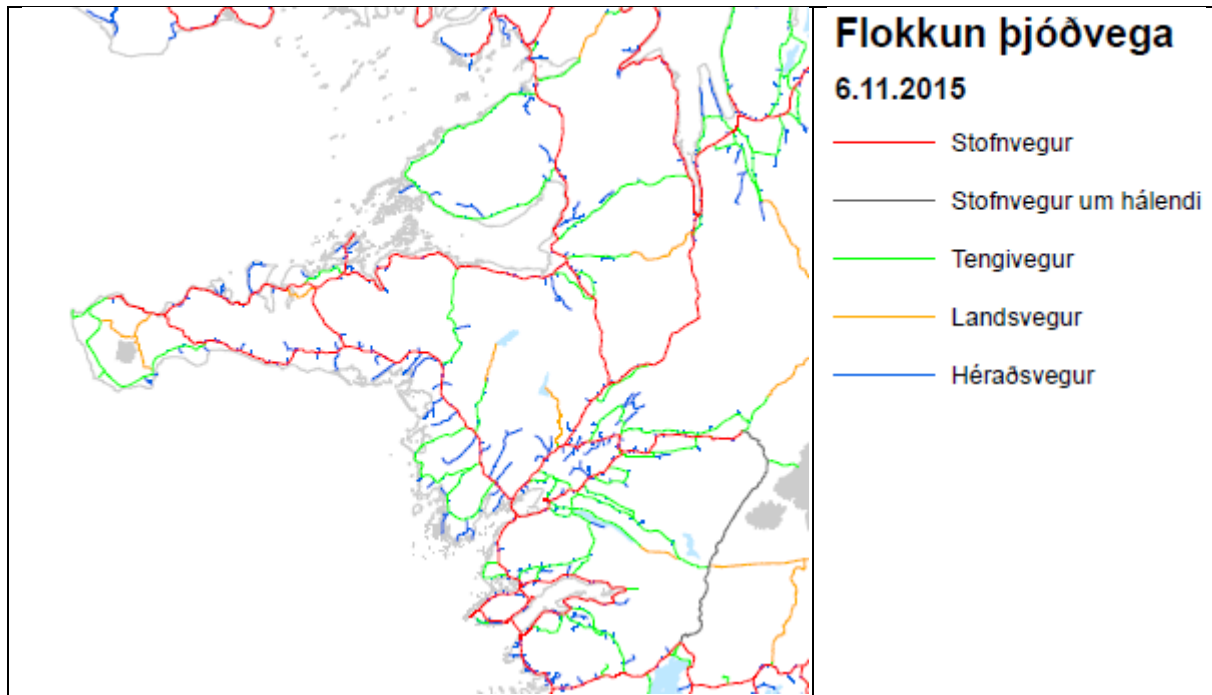 Flokkun þjóðvega
6.11.2015
Stofnvegur
Stofnvegur um hálendi
Tengivegur
Landsvegur
Héraðsvegur